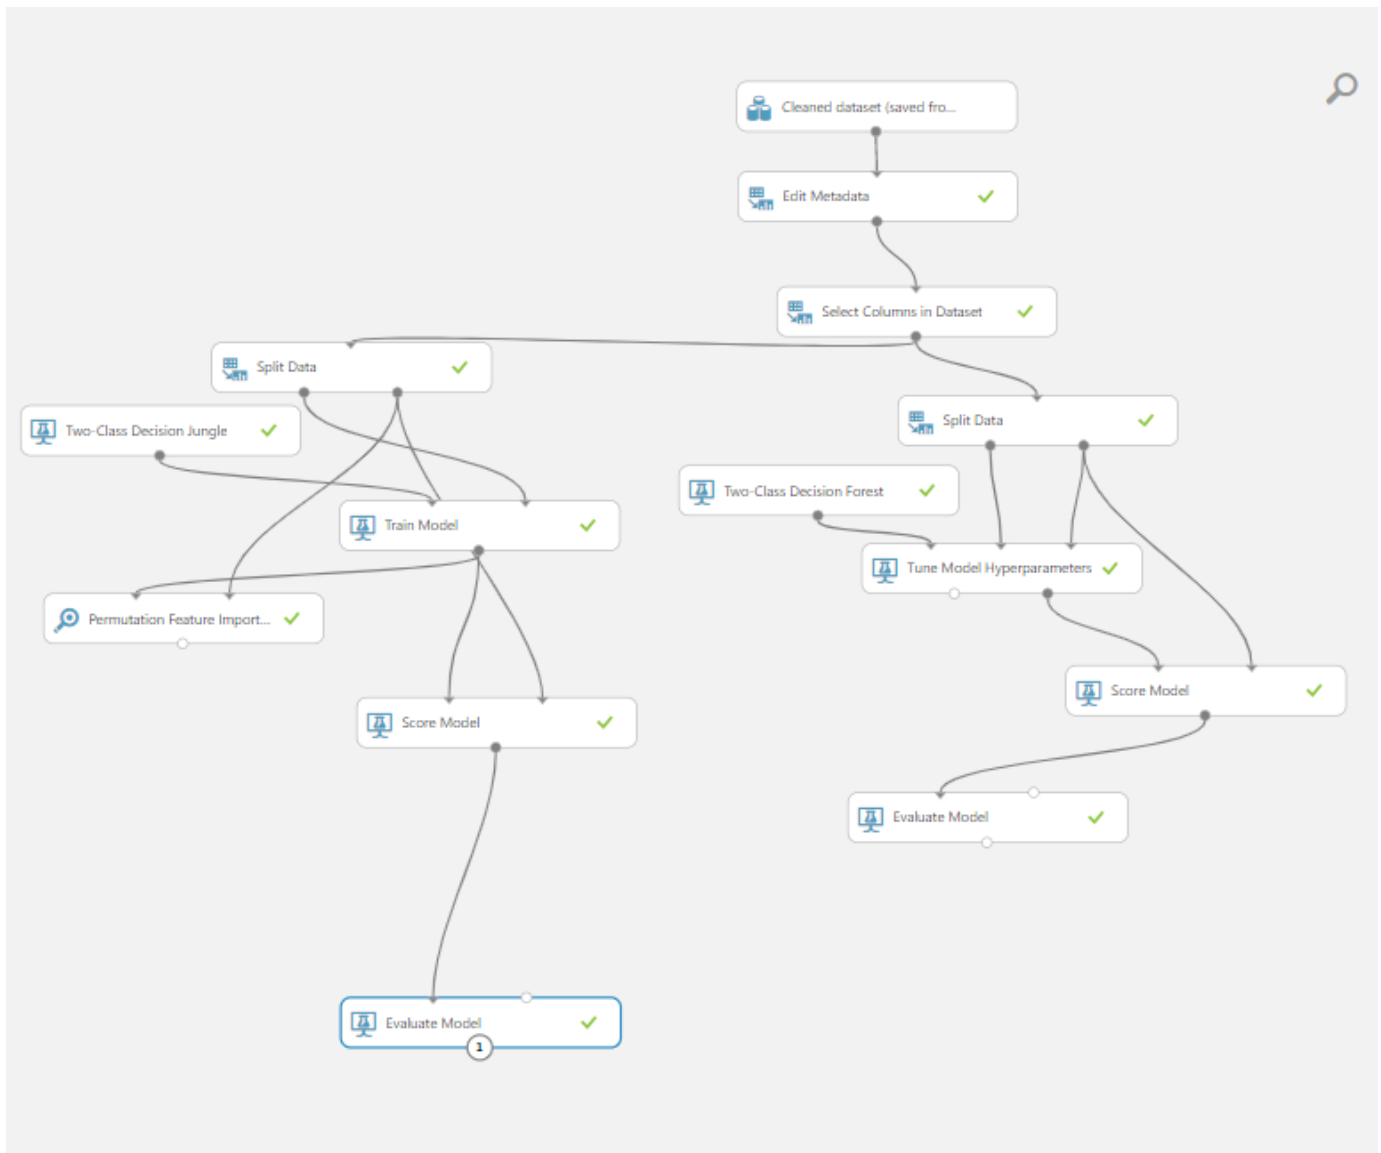 Cleaned dataset (saved fro...
Edit Metadata
Select Columns in Dataset
Split Data
Split Data
Two-Class Decision Jungle
Two-Class Decision Forest
Train Model
Tune Model Hyperparameters
Permutation Feature Import...
Score Model
Score Model
Evaluate Model
Evaluate Model
1